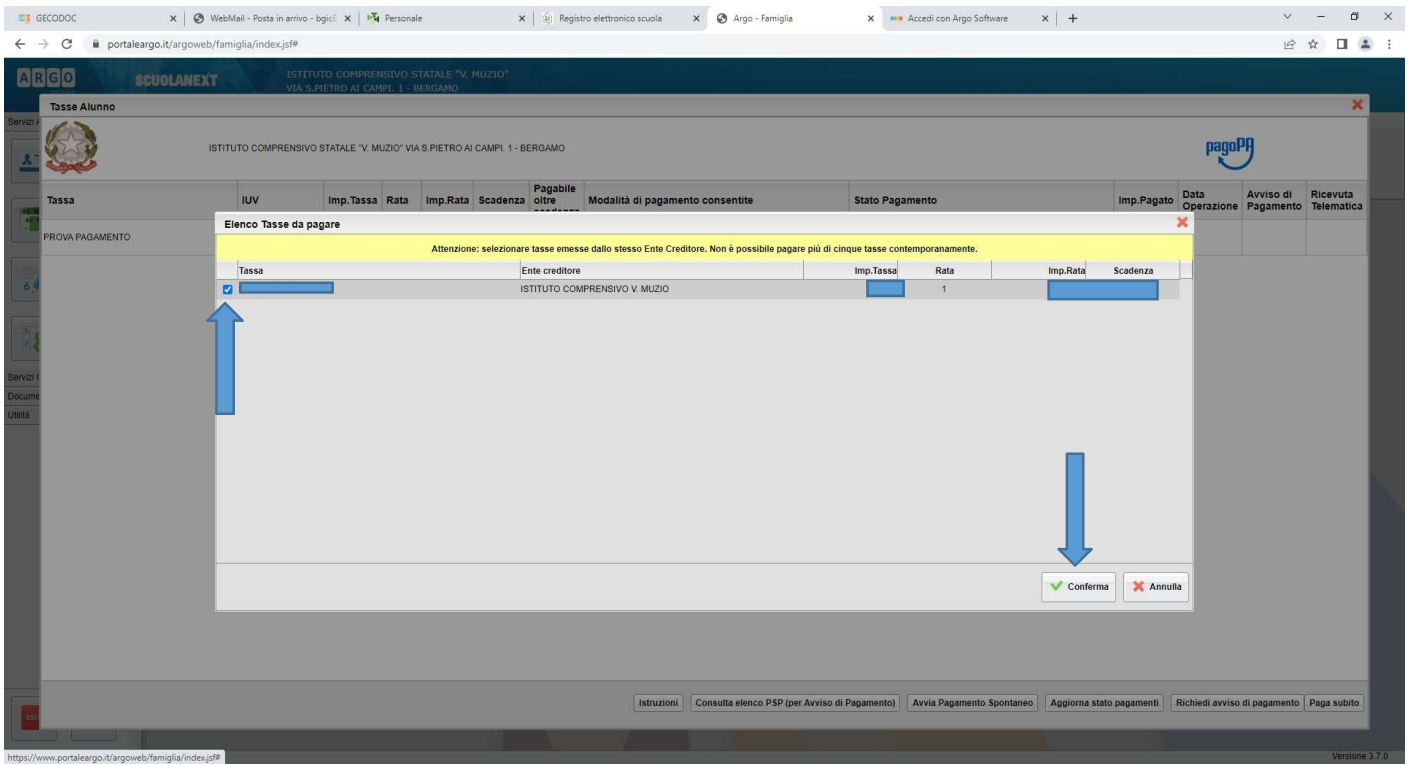 GECODOC
WebMail - Posta in arrivo - bgic8
Personale
Registro elettronico scuola
Argo - Famiglia
Accedi con Argo Software
portaleargo.it/argoweb/famiglia/index.jsf#
ARGO SCUOLANEXT
ISTITUTO COMPRENSIVO STATALE "V. MUZIO"
VIA S.PIETRO AI CAMPI. 1 - BERGAMO
Tasse Alunno
Servizi
ISTITUTO COMPRENSIVO STATALE "V. MUZIO" VIA S.PIETRO AI CAMPI. 1 - BERGAMO
pagoPA
Tassa IUV Imp.Tassa Rata Imp.Rata Scadenza Pagabile oltre scadenza Modalità di pagamento consentite Stato Pagamento Imp.Pagato Data Operazione Avviso di Pagamento Ricevuta Telematica
PROVA PAGAMENTO
Elenco Tasse da pagare
Attenzione: selezionare tasse emesse dallo stesso Ente Creditore. Non è possibile pagare più di cinque tasse contemporanamente.
Tassa Ente creditore Imp.Tassa Rata Imp.Rata Scadenza
ISTITUTO COMPRENSIVO V. MUZIO 1
Servizi
Docume
Utilità
Conferma Annulla
Istruzioni Consulta elenco PSP (per Avviso di Pagamento) Avvia Pagamento Spontaneo Aggiorna stato pagamenti Richiedi avviso di pagamento Paga subito
https://www.portaleargo.it/argoweb/famiglia/index.jsf#
Versione 3.7.0